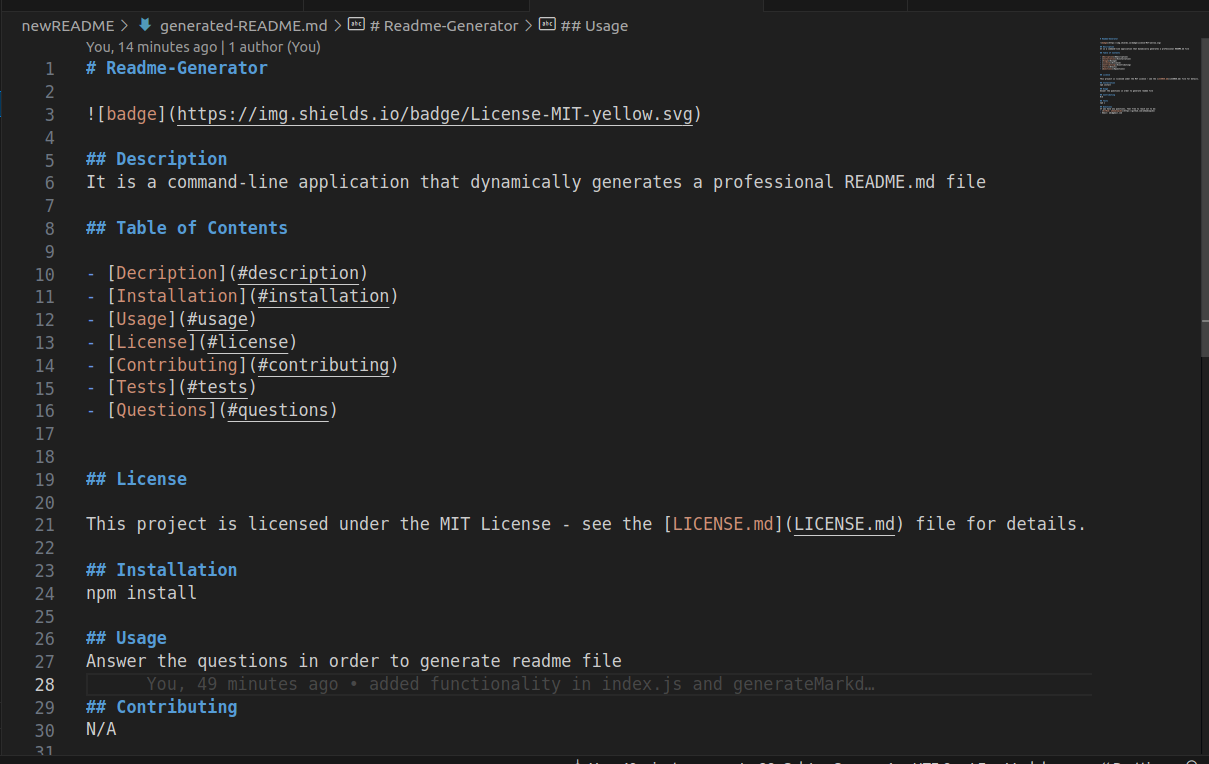 newREADME > generated-README.md > # Readme-Generator > ## Usage
You, 14 minutes ago | 1 author (You)
1 # Readme-Generator
2
3 ![badge](https://img.shields.io/badge/License-MIT-yellow.svg)
4
5 ## Description
6 It is a command-line application that dynamically generates a professional README.md file
7
8 ## Table of Contents
9
10 - [Decription](#description)
11 - [Installation](#installation)
12 - [Usage](#usage)
13 - [License](#license)
14 - [Contributing](#contributing)
15 - [Tests](#tests)
16 - [Questions](#questions)
17
18
19 ## License
20
21 This project is licensed under the MIT License - see the [LICENSE.md](LICENSE.md) file for details.
22
23 ## Installation
24 npm install
25
26 ## Usage
27 Answer the questions in order to generate readme file
28 You, 49 minutes ago • added functionality in index.js and generateMarkd…
29 ## Contributing
30 N/A
31